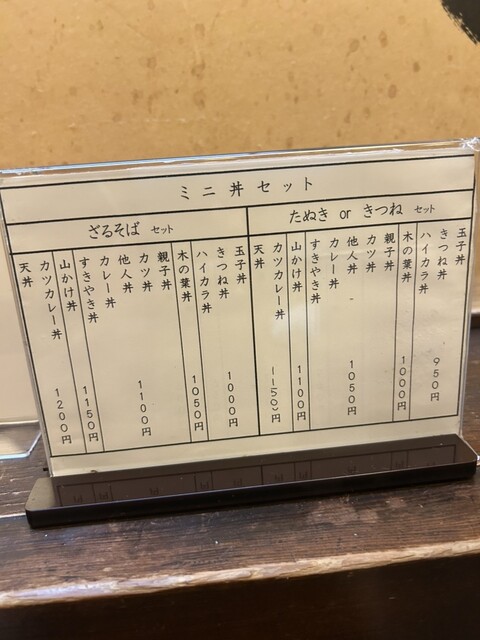 ミニ丼セット
たぬき or きつね セット
玉子丼
きつね丼
ハイカラ丼
950円
木の葉丼
1000円
親子丼
カツ丼
他人丼
カレー丼
すきやき丼
1050円
山かけ丼
1100円
カツカレー丼
天丼
1150円
ざるそば セット
玉子丼
きつね丼
ハイカラ丼
1000円
木の葉丼
1050円
親子丼
カツ丼
他人丼
カレー丼
1100円
すきやき丼
1150円
山かけ丼
カツカレー丼
天丼
1200円